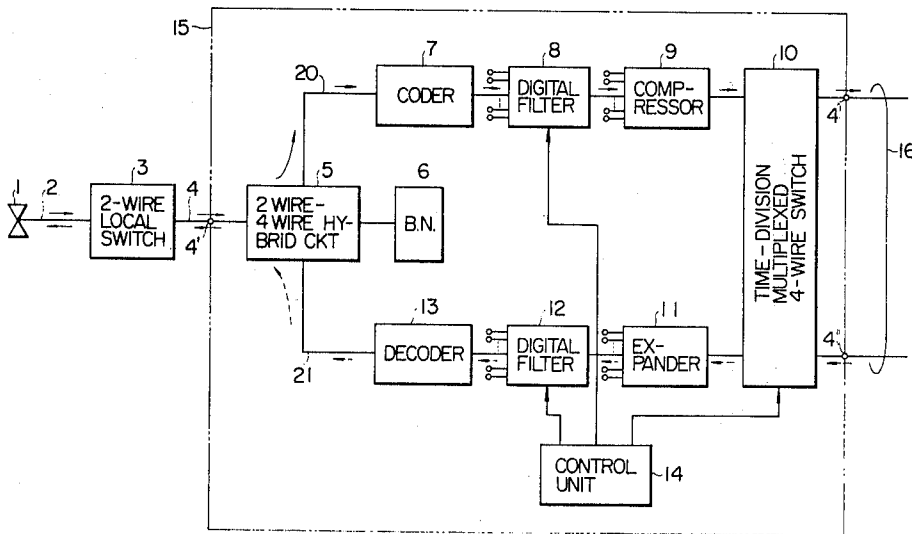 15
20
7
CODER
8
DIGITAL
FILTER
9
COMP-
RESSOR
10
TIME-DIVISION
MULTIPLEXED
4-WIRE SWITCH
4'
16
1
2
3
2-WIRE
LOCAL
SWITCH
4
4'
5
2 WIRE-
4 WIRE HY-
BRID CKT
6
B.N.
21
13
DECODER
12
DIGITAL
FILTER
11
EX-
PANDER
4"
CONTROL
UNIT
14